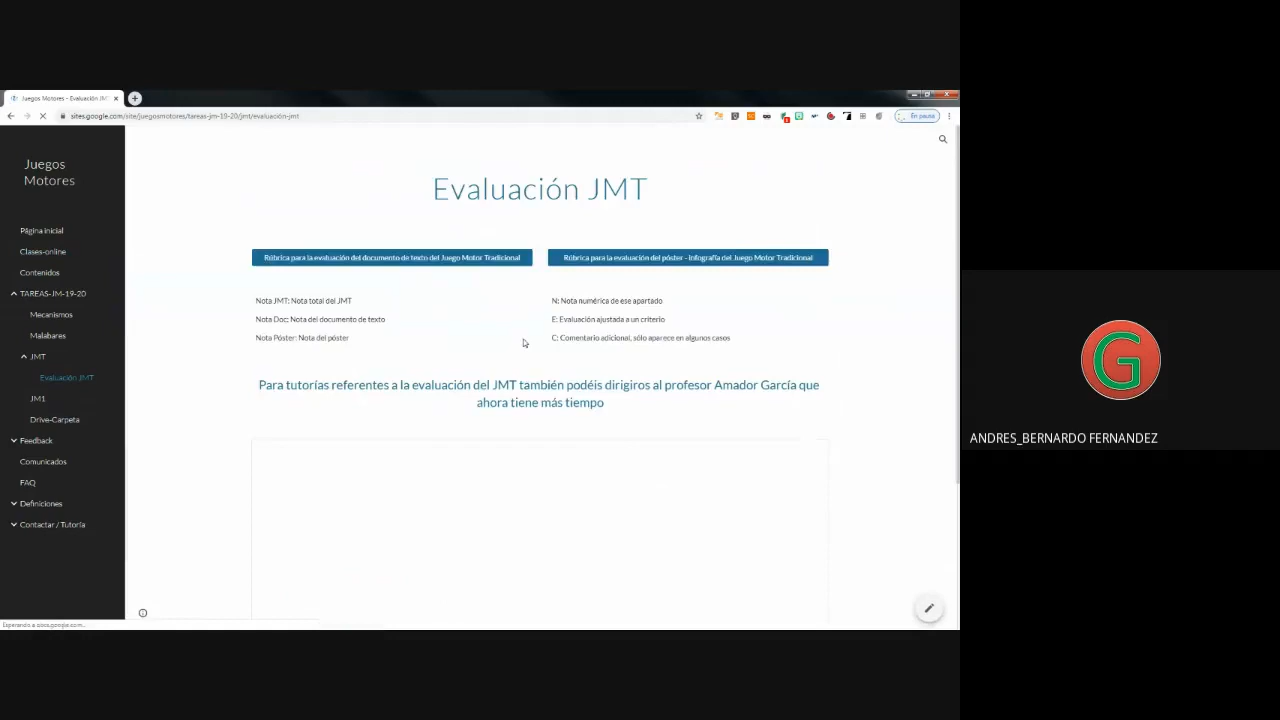 Juegos Motores - Evaluación JMT
sites.google.com/site/juegosmotores/tareas-jm-19-20/jmt/evaluación-jmt
En pausa
Juegos
Motores
Página inicial
Clases-online
Contenidos
TAREAS-JM-19-20
Mecanismos
Malabares
JMT
Evaluación JMT
JM1
Drive-Carpeta
Feedback
Comunicados
FAQ
Definiciones
Contactar / Tutoría
Evaluación JMT
Rúbrica para la evaluación del documento de texto del Juego Motor Tradicional
Rúbrica para la evaluación del póster - infografía del Juego Motor Tradicional
Nota JMT: Nota total del JMT
Nota Doc: Nota del documento de texto
Nota Póster: Nota del póster
N: Nota numérica de ese apartado
E: Evaluación ajustada a un criterio
C: Comentario adicional, sólo aparece en algunos casos
Para tutorías referentes a la evaluación del JMT también podéis dirigiros al profesor Amador García que
ahora tiene más tiempo
Esperando a sites.google.com...
G
ANDRES_BERNARDO FERNANDEZ